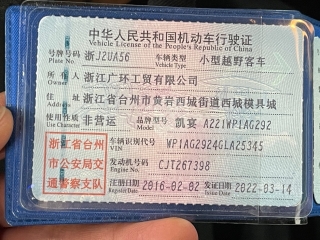 中华人民共和国机动车行驶证
Vehicle License of the People's Republic of China
号牌号码 浙J2UA56 车辆类型 小型越野客车
Plate No. Vehicle Type
所有人 浙江广环工贸有限公司
Owner
住址 浙江省台州市黄岩西城街道西城模具城
Address
使用性质 非营运 品牌型号 凯宴 A221WP1AG292
Use Character Model
浙江省台州市公安局交通警察支队
车辆识别代号 WP1AG2924GLA25345
VIN
发动机号码 CJT267398
Engine No.
注册日期 2016-02-02 发证日期 2022-03-14
Register Date Issue Date